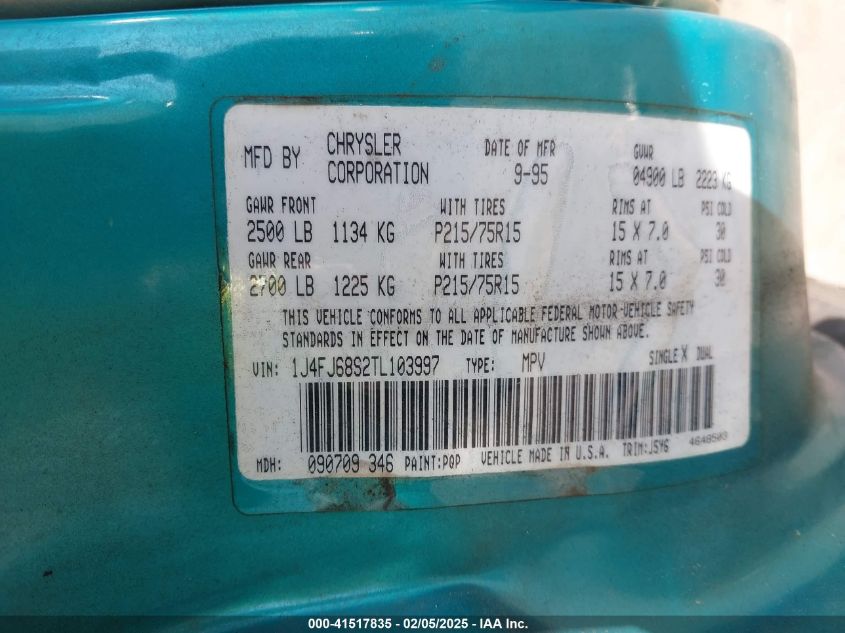 MFD BY CHRYSLER CORPORATION DATE OF MFR 9-95 GVWR 04900 LB 2223 KG
GAWR FRONT WITH TIRES RIMS AT PSI COLD
2500 LB 1134 KG P215/75R15 15 X 7.0 30
GAWR REAR WITH TIRES RIMS AT PSI COLD
2700 LB 1225 KG P215/75R15 15 X 7.0 30
THIS VEHICLE CONFORMS TO ALL APPLICABLE FEDERAL MOTOR VEHICLE SAFETY
STANDARDS IN EFFECT ON THE DATE OF MANUFACTURE SHOWN ABOVE.
VIN: 1J4FJ68S2TL103997 TYPE: MPV SINGLE X DUAL
MDH: 090709 346 PAINT:PQP VEHICLE MADE IN U.S.A. TRIM:J5Y6 4648503
000-41517835 - 02/05/2025 - IAA Inc.